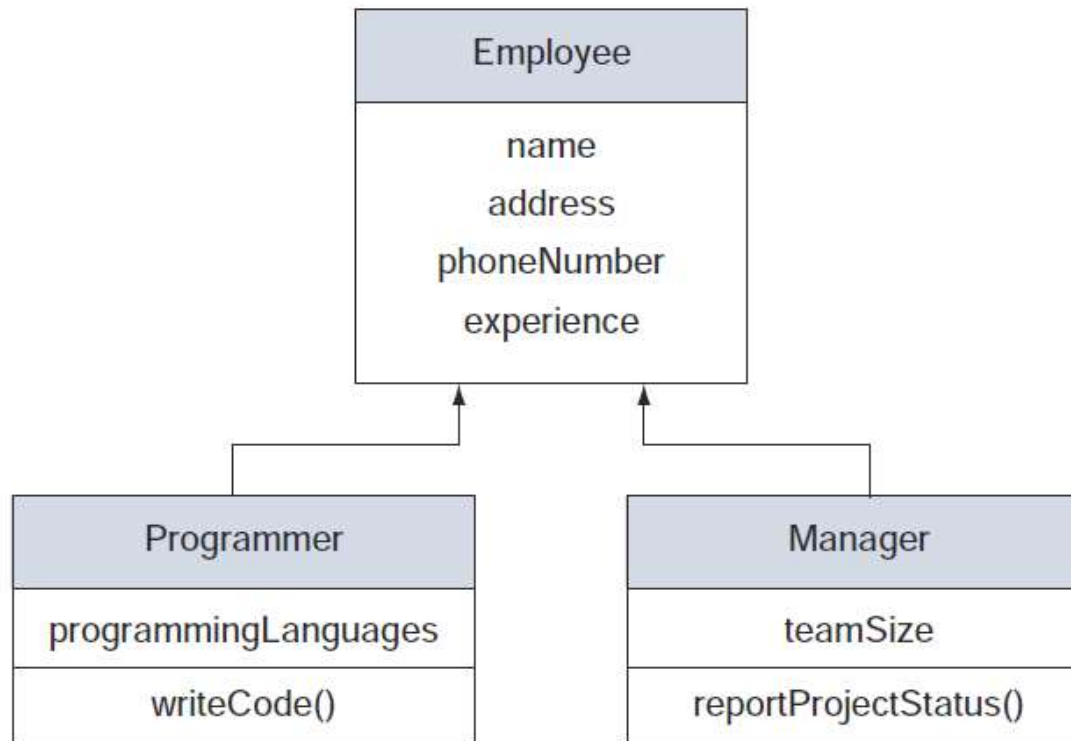 Employee
name
address
phoneNumber
experience
Programmer
programmingLanguages
writeCode()
Manager
teamSize
reportProjectStatus()